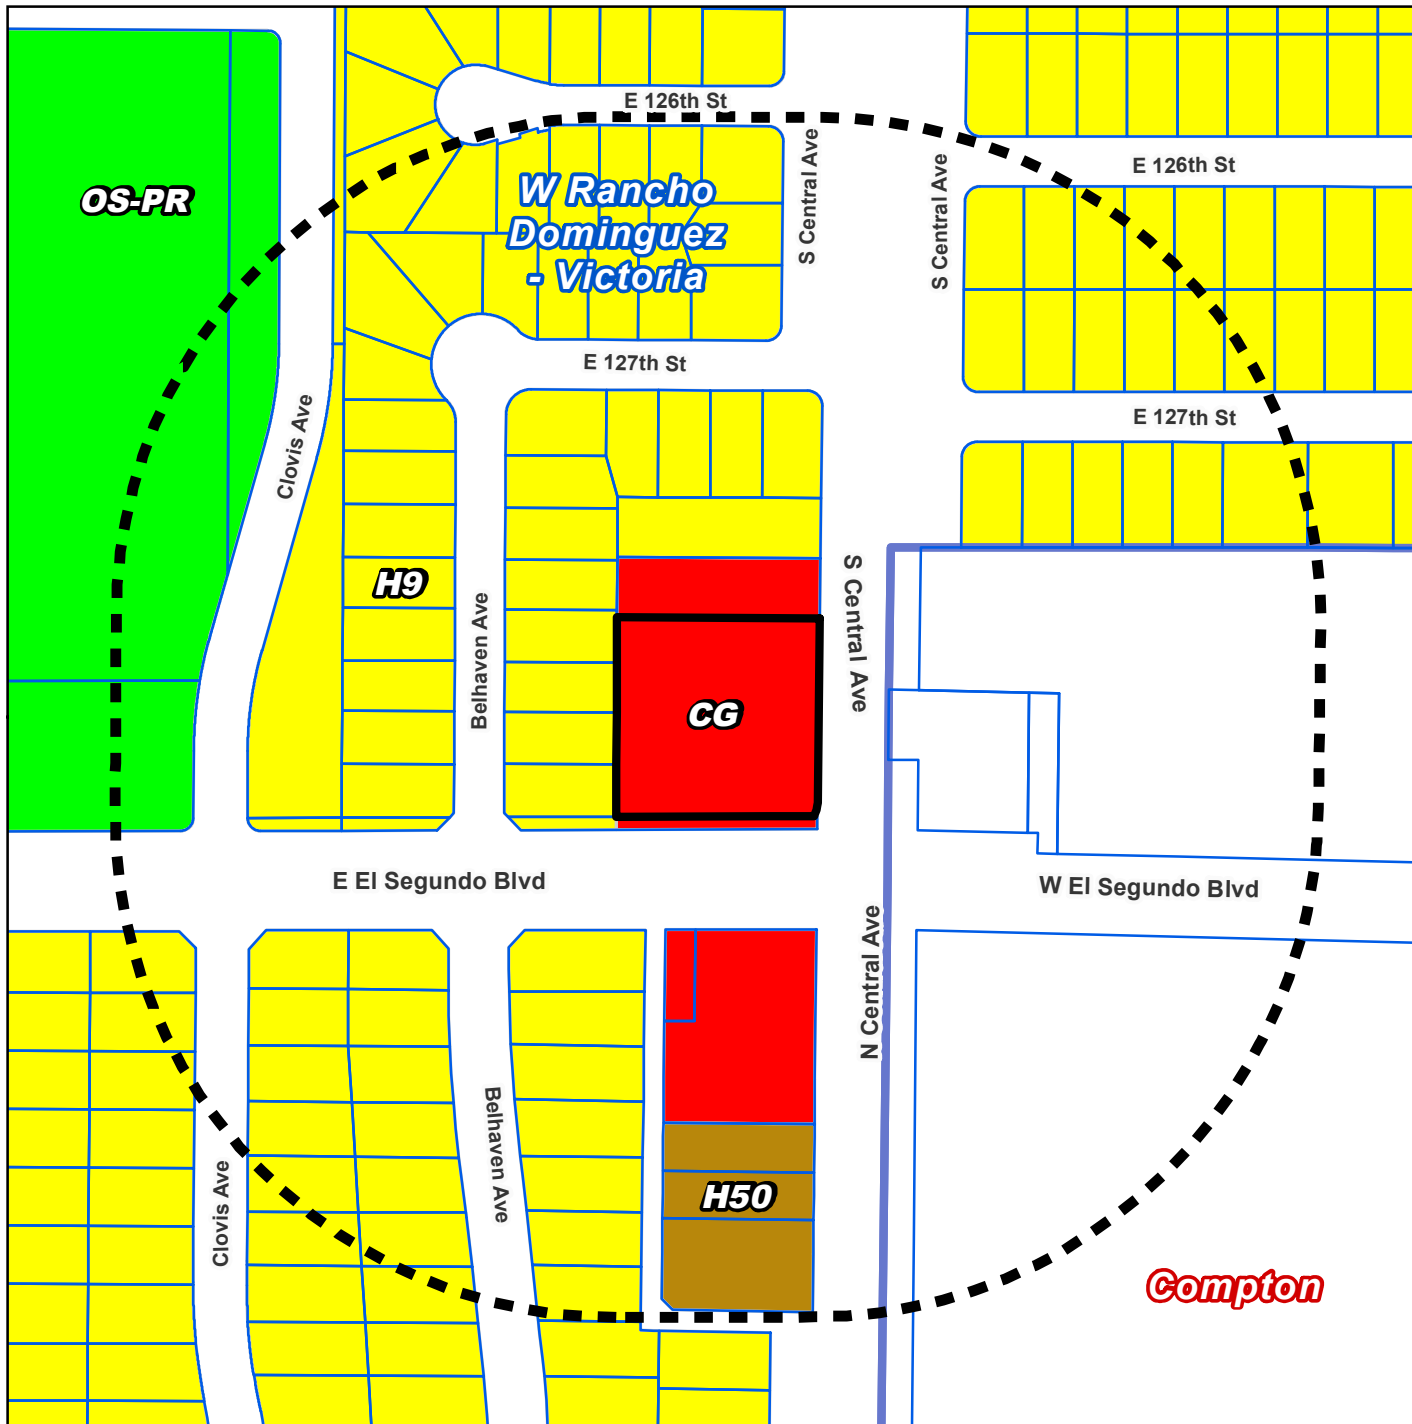 E 126th St
S Central Ave
S Central Ave
E 126th St
OS-PR
W Rancho
Dominguez
- Victoria
E 127th St
Clovis Ave
E 127th St
H9
Belhaven Ave
S Central Ave
CG
E El Segundo Blvd
W El Segundo Blvd
N Central Ave
Belhaven Ave
Clovis Ave
H50
Compton